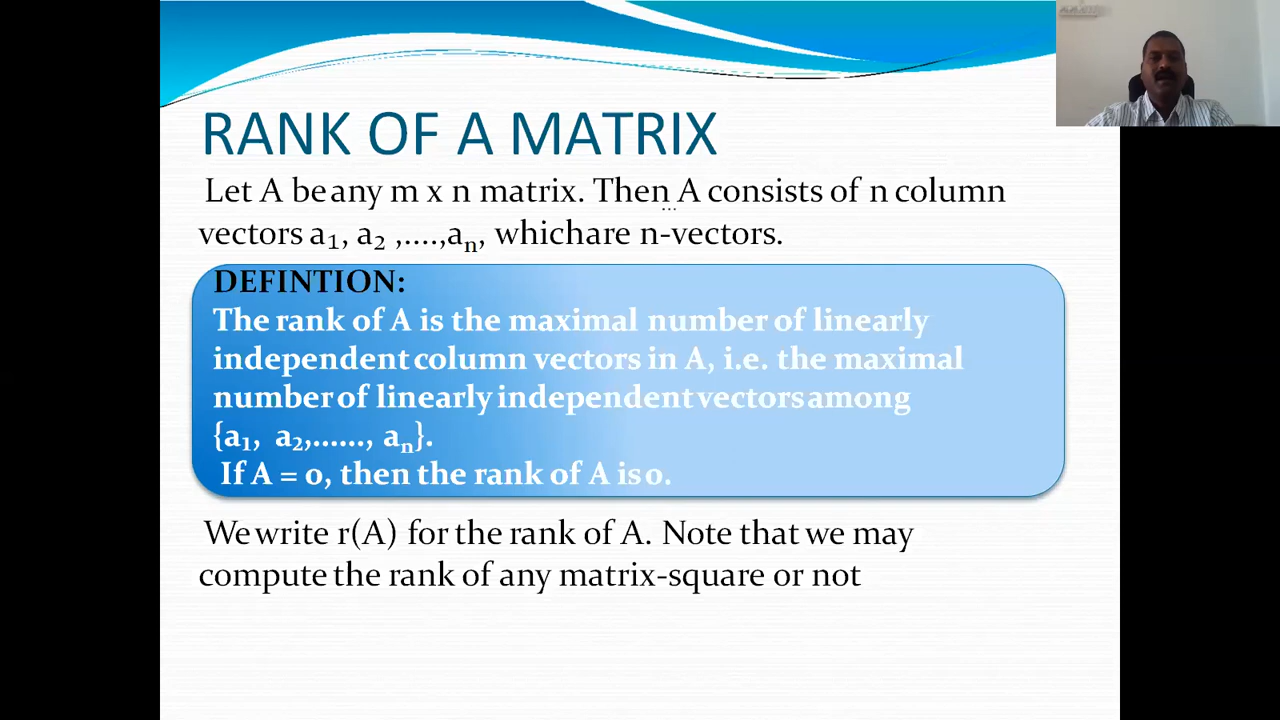 RANK OF A MATRIX
Let A be any m x n matrix. Then A consists of n column
vectors a₁, a₂ ,....,aₙ, whichare n-vectors.
...
DEFINTION:
The rank of A is the maximal number of linearly
independent column vectors in A, i.e. the maximal
number of linearly independent vectors among
{a₁, a₂,......, aₙ}.
If A = 0, then the rank of A is 0.
We write r(A) for the rank of A. Note that we may
compute the rank of any matrix-square or not